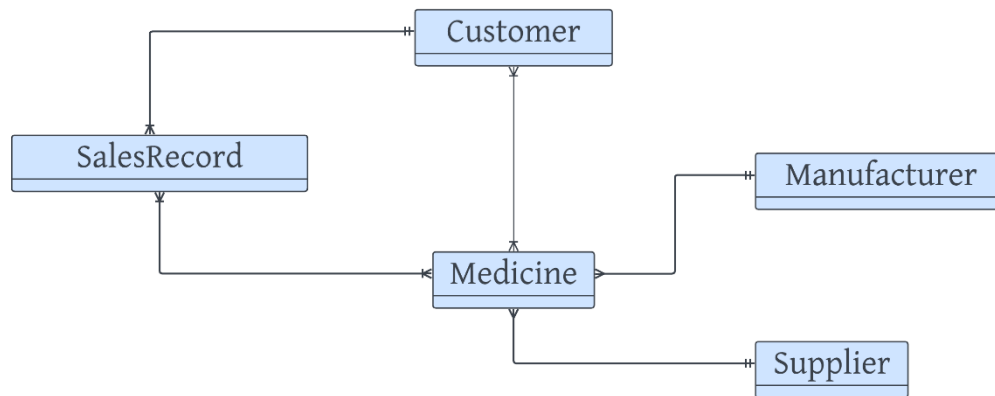 Customer
SalesRecord
Manufacturer
Medicine
Supplier